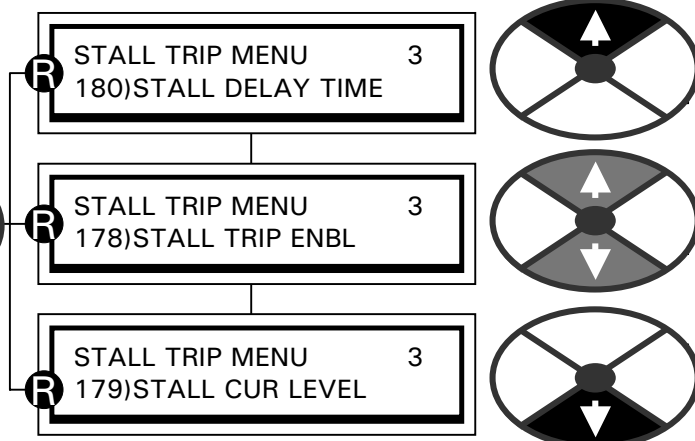 STALL TRIP MENU 3
R 180)STALL DELAY TIME
STALL TRIP MENU 3
R 178)STALL TRIP ENBL
STALL TRIP MENU 3
R 179)STALL CUR LEVEL